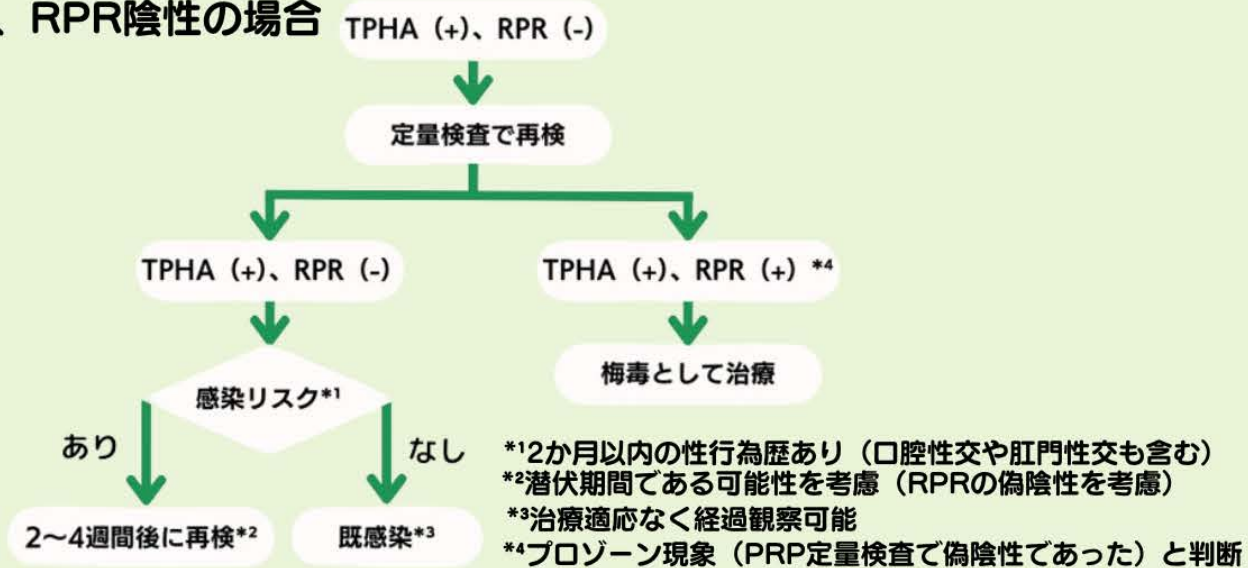 、RPR陰性の場合
TPHA（+）、RPR（-）
定量検査で再検
TPHA（+）、RPR（-）
TPHA（+）、RPR（+）*4
感染リスク*1
梅毒として治療
あり
なし
2〜4週間後に再検*2
既感染*3
*1２か月以内の性行為歴あり（口腔性交や肛門性交も含む）
*2潜伏期間である可能性を考慮（RPRの偽陰性を考慮）
*3治療適応なく経過観察可能
*4プロゾーン現象（PRP定量検査で偽陰性であった）と判断